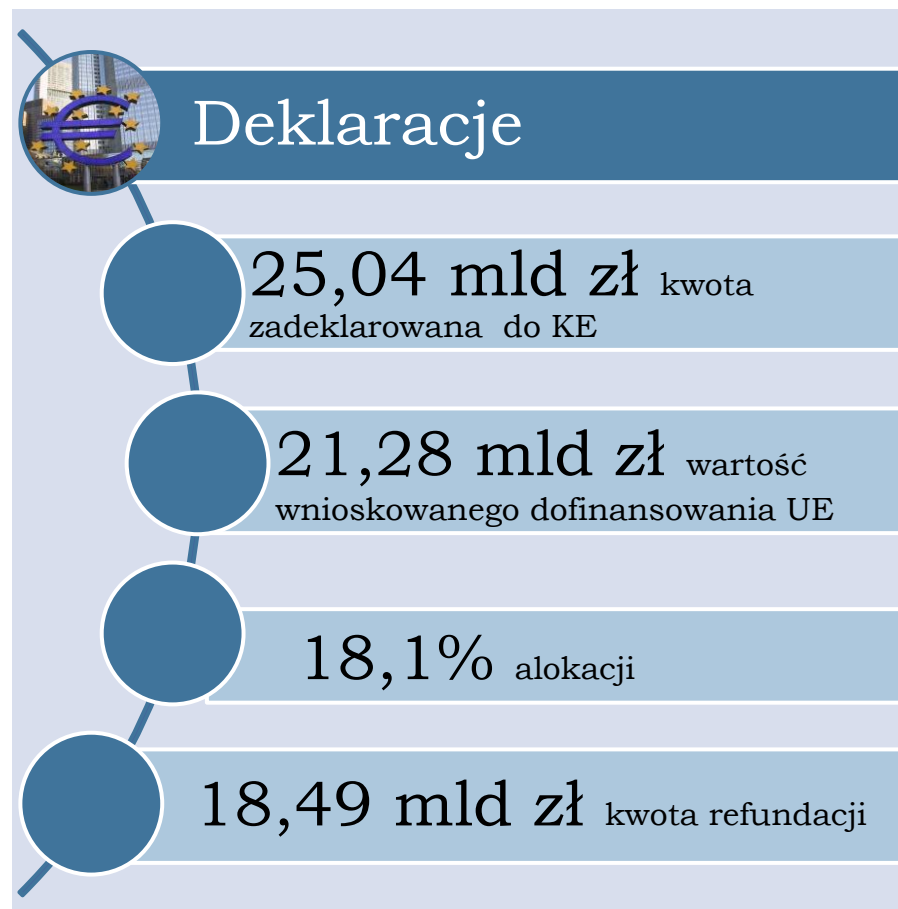 Deklaracje
25,04 mld zł kwota
zadeklarowana do KE
21,28 mld zł wartość
wnioskowanego dofinansowania UE
18,1% alokacji
18,49 mld zł kwota refundacji